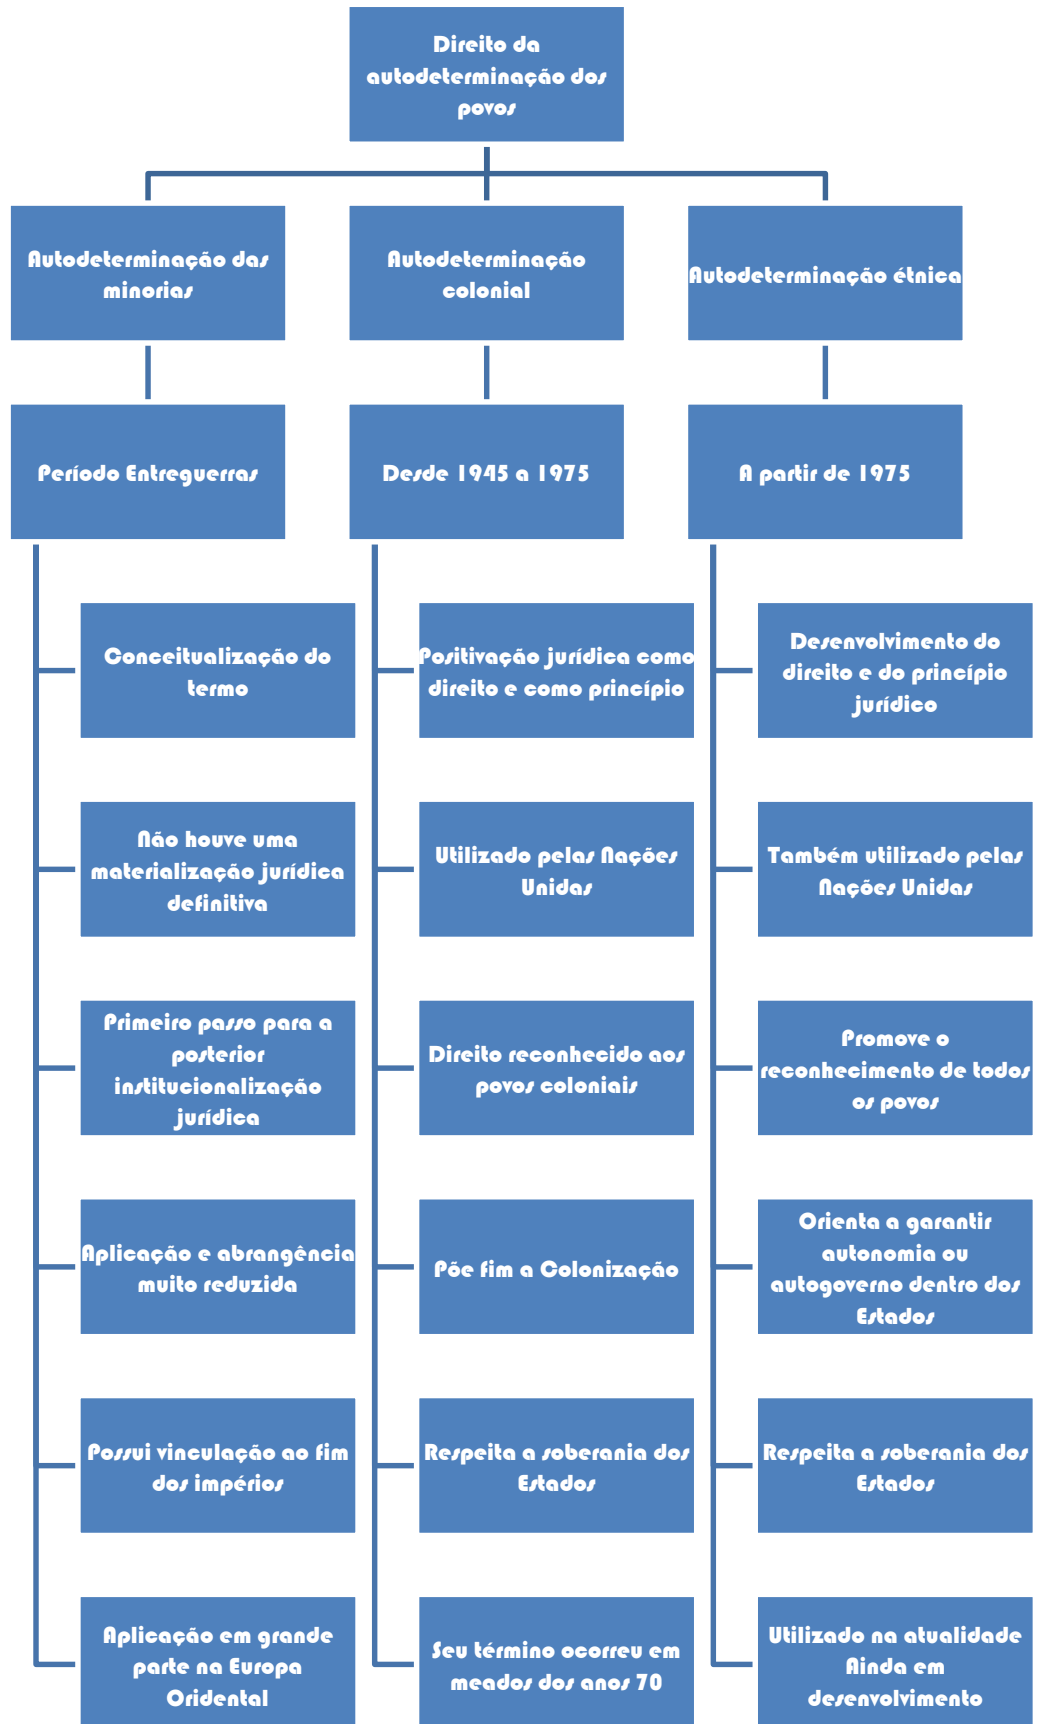 Direito da
autodeterminação dos
povos
Autodeterminação das
minorias
Autodeterminação
colonial
Autodeterminação étnica
Período Entreguerras
Desde 1945 a 1975
A partir de 1975
Conceitualização do
termo
Não houve uma
materialização jurídica
definitiva
Primeiro passo para a
posterior
institucionalização
jurídica
Aplicação e abrangência
muito reduzida
Possui vinculação ao fim
dos impérios
Aplicação em grande
parte na Europa
Oridental
Positivação jurídica como
direito e como princípio
Utilizado pelas Nações
Unidas
Direito reconhecido aos
povos coloniais
Põe fim a Colonização
Respeita a soberania dos
Estados
Seu término ocorreu em
meados dos anos 70
Desenvolvimento do
direito e do princípio
jurídico
Também utilizado pelas
Nações Unidas
Promove o
reconhecimento de todos
os povos
Orienta a garantir
autonomia ou
autogoverno dentro dos
Estados
Respeita a soberania dos
Estados
Utilizado na atualidade
Ainda em
desenvolvimento